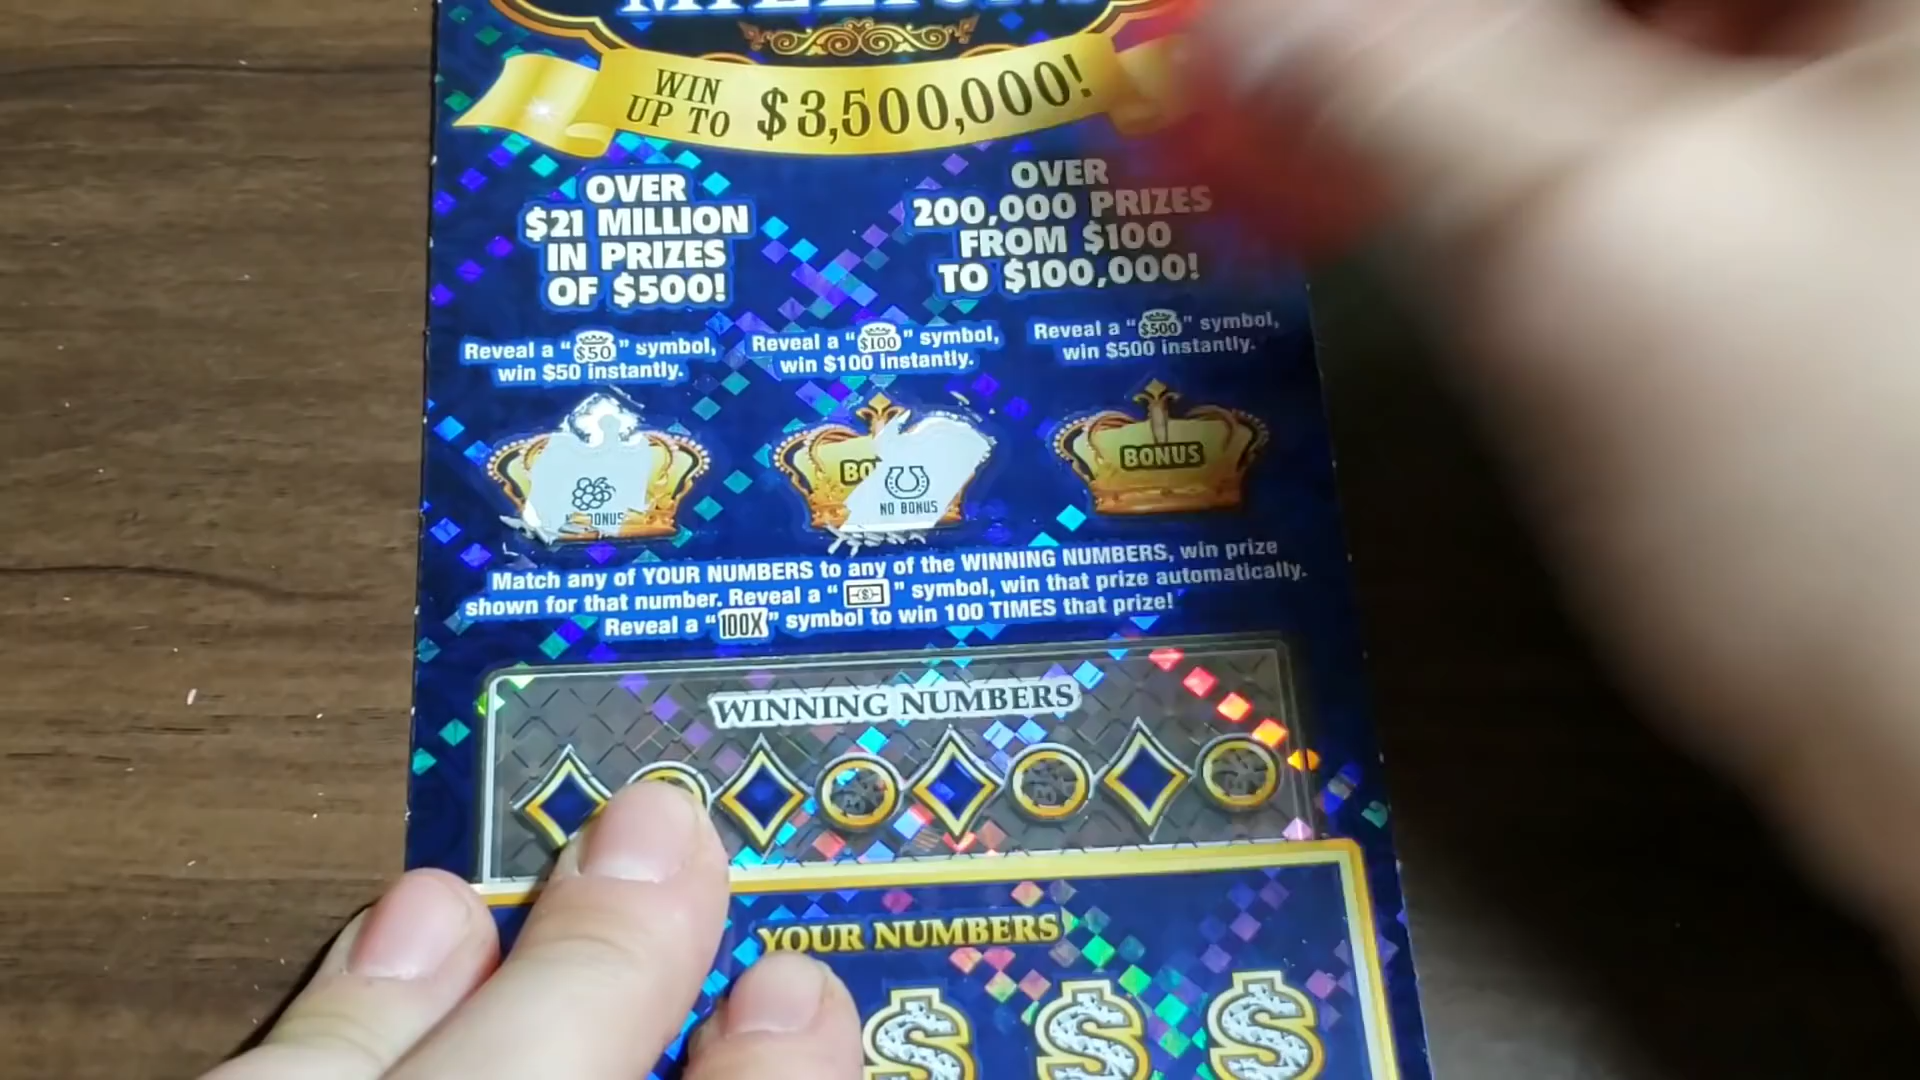 WIN
UP TO $3,500,000!
OVER
$21 MILLION
IN PRIZES
OF $500!
OVER
200,000 PRIZES
FROM $100
TO $100,000!
Reveal a "$50" symbol,
win $50 instantly.
Reveal a "$100" symbol,
win $100 instantly.
Reveal a "$500" symbol,
win $500 instantly.
BO
NO BONUS
BONUS
Match any of YOUR NUMBERS to any of the WINNING NUMBERS, win prize
shown for that number. Reveal a "$" symbol, win that prize automatically.
Reveal a "100X" symbol to win 100 TIMES that prize!
WINNING NUMBERS
YOUR NUMBERS
$ $ $